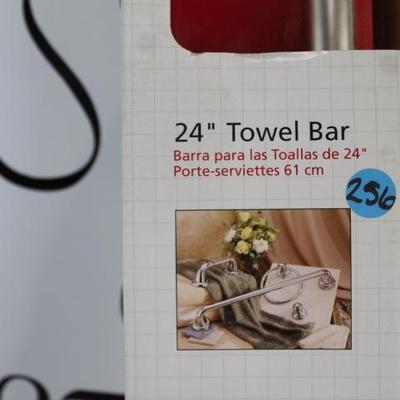 24" Towel Bar
Barra para las Toallas de 24"
Porte-serviettes 61 cm
256